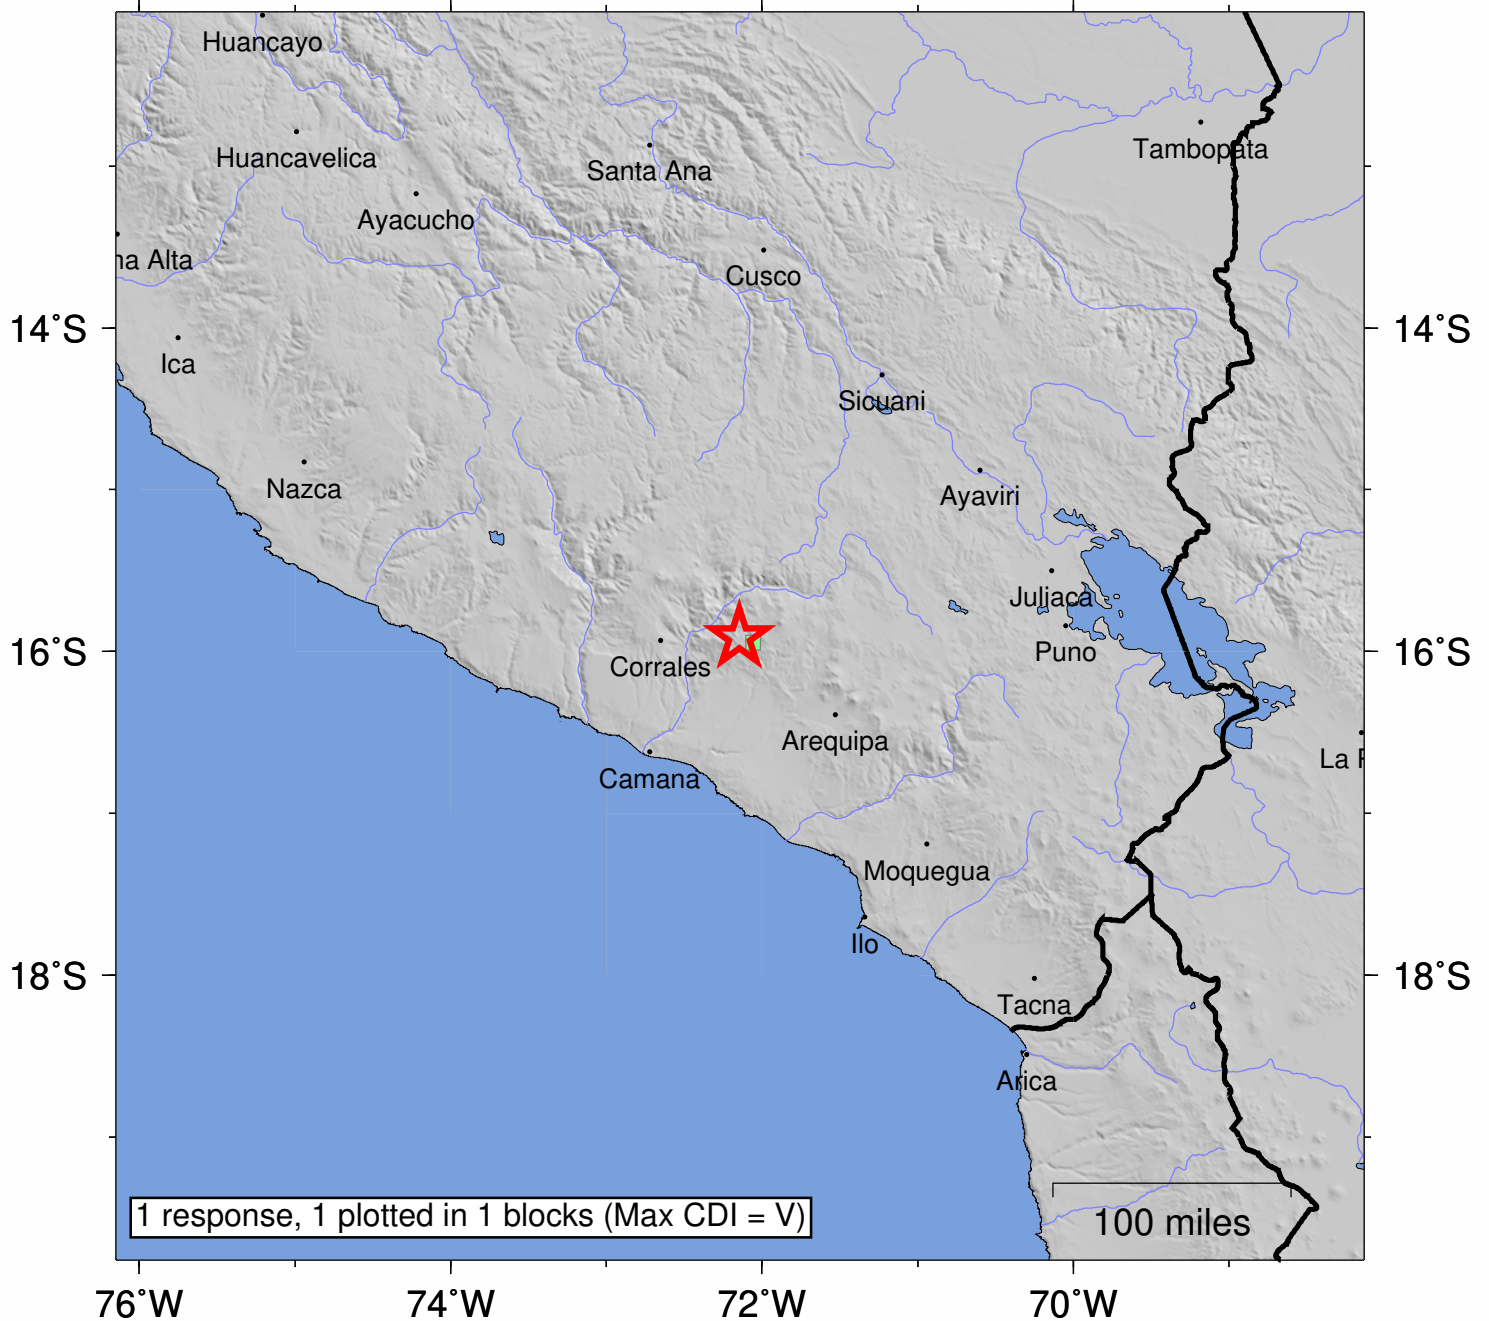 Huancayo
Huancavelica
Santa Ana
Tambopata
Ayacucho
na Alta
Cusco
14°S
14°S
Ica
Sicuani
Nazca
Ayaviri
Juliaca
Puno
16°S
16°S
Corrales
Arequipa
La P
Camana
Moquegua
Ilo
18°S
18°S
Tacna
Arica
1 response, 1 plotted in 1 blocks (Max CDI = V)
100 miles
76°W
74°W
72°W
70°W